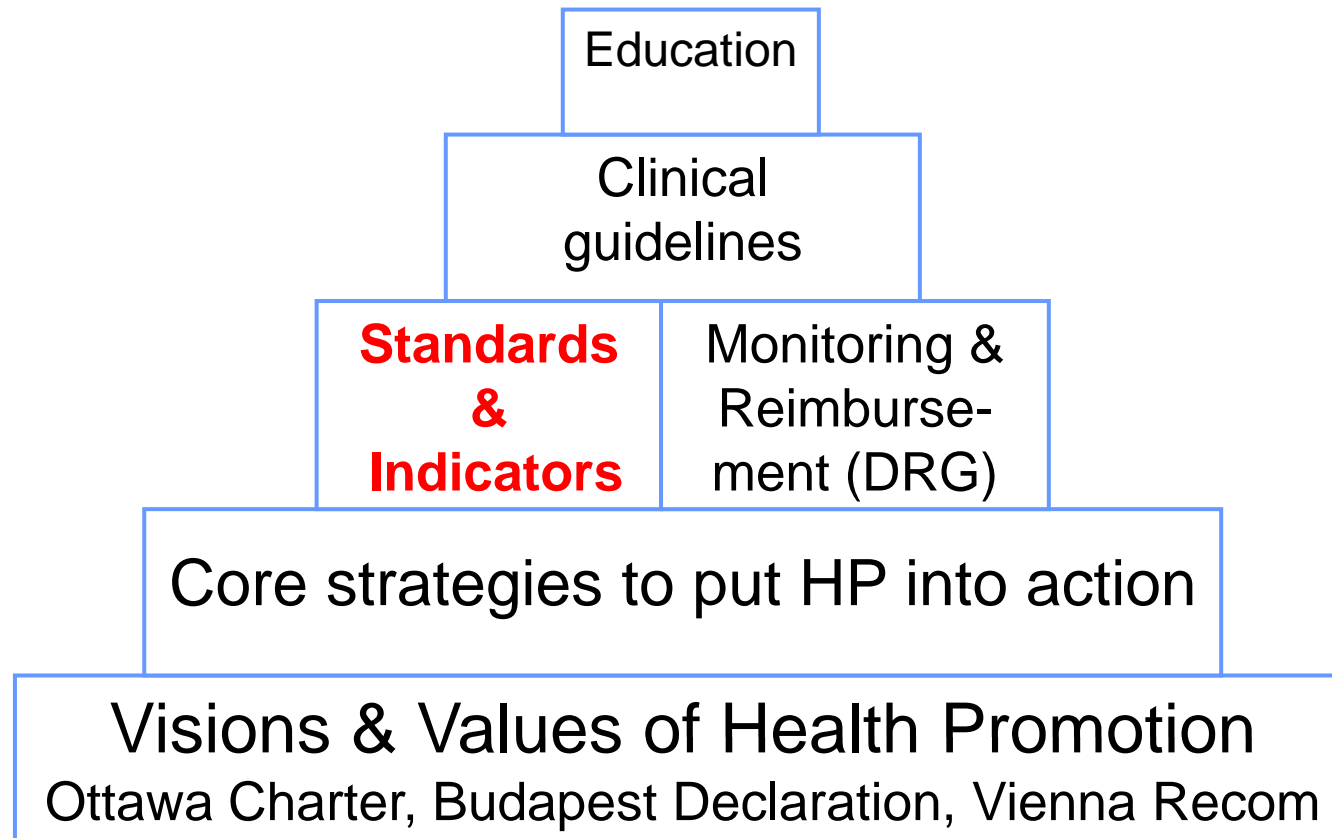 Education
Clinical
guidelines
Standards
&
Indicators
Monitoring &
Reimburse-
ment (DRG)
Core strategies to put HP into action
Visions & Values of Health Promotion
Ottawa Charter, Budapest Declaration, Vienna Recom